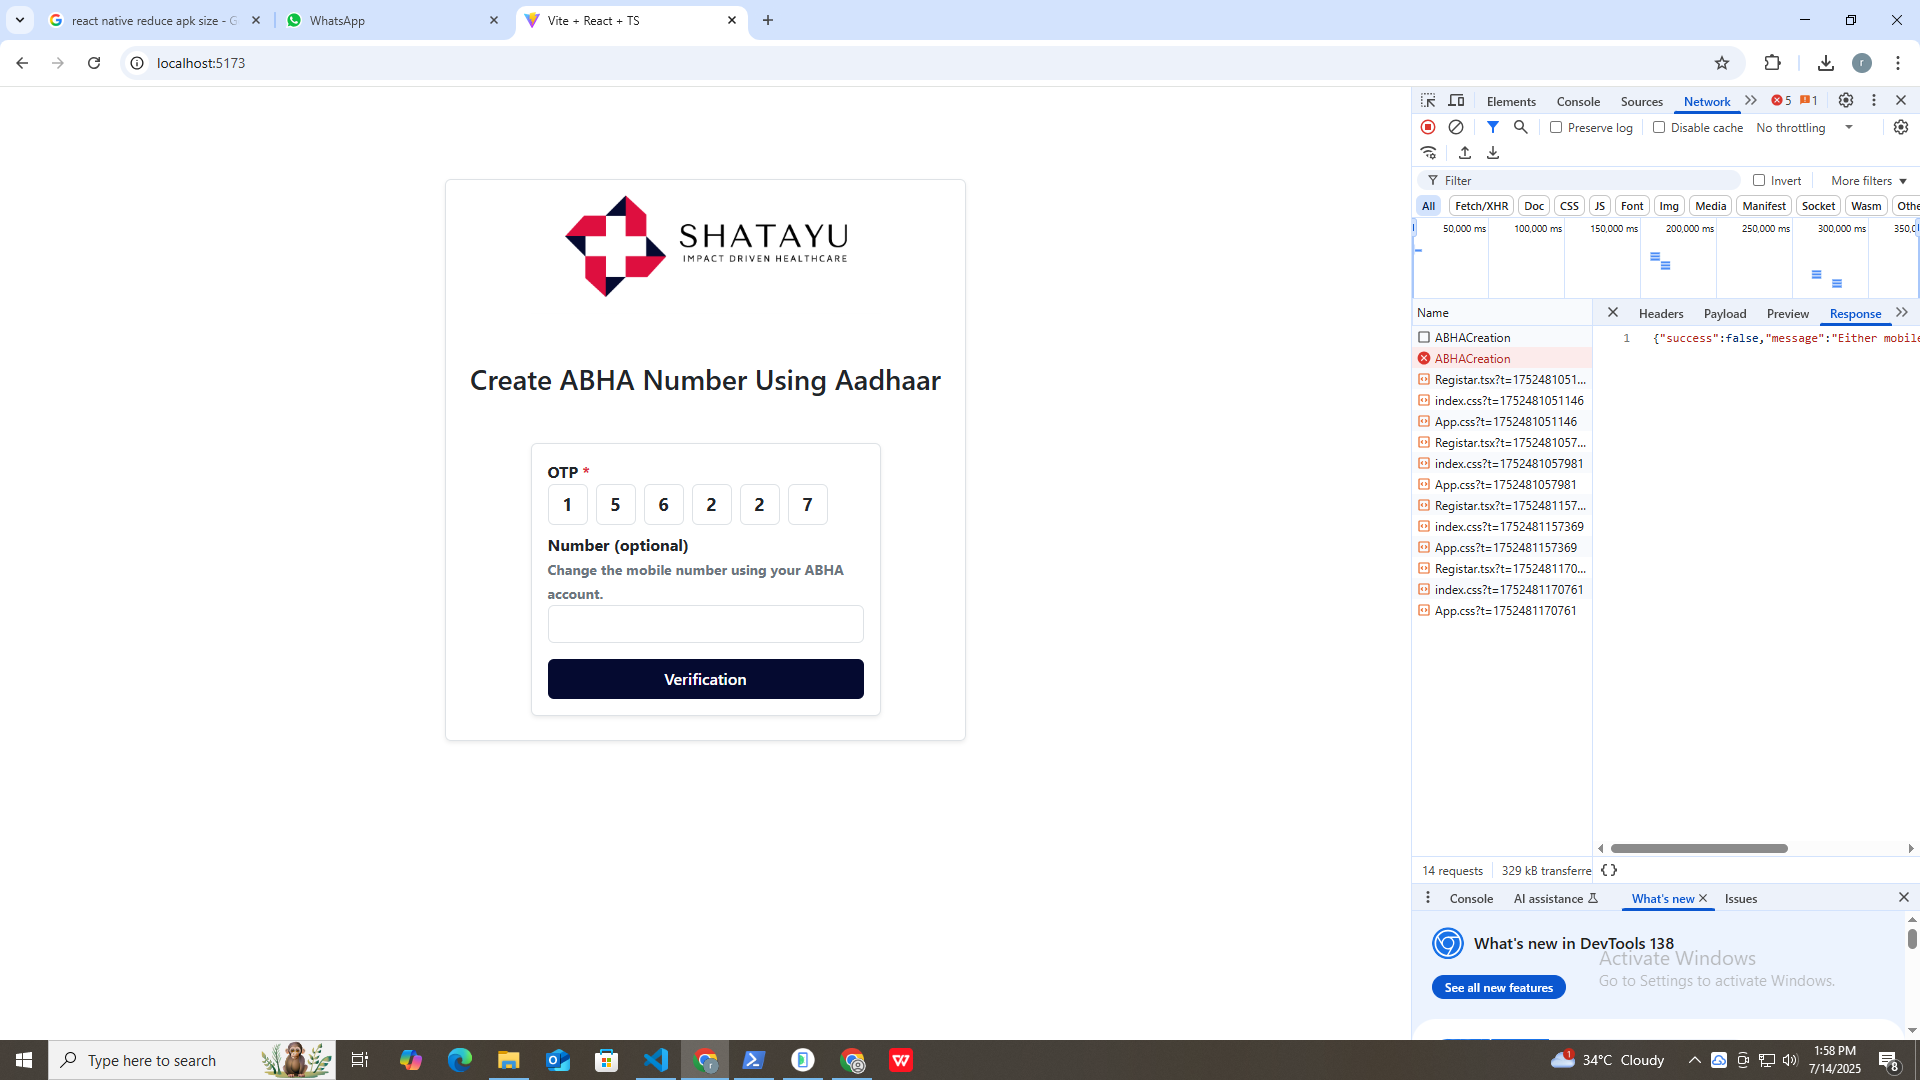 react native reduce apk size - G
WhatsApp
Vite + React + TS
localhost:5173
r
SHATAYU
IMPACT DRIVEN HEALTHCARE
Create ABHA Number Using Aadhaar
OTP *
1 5 6 2 2 7
Number (optional)
Change the mobile number using your ABHA
account.
Verification
Elements Console Sources Network 5 1
Preserve log Disable cache No throttling
Filter Invert More filters
All Fetch/XHR Doc CSS JS Font Img Media Manifest Socket Wasm Othe
50,000 ms 100,000 ms 150,000 ms 200,000 ms 250,000 ms 300,000 ms 350,0
Name Headers Payload Preview Response
1 {"success":false,"message":"Either mobile
ABHACreation
ABHACreation
Registar.tsx?t=1752481051...
index.css?t=1752481051146
App.css?t=1752481051146
Registar.tsx?t=1752481057...
index.css?t=1752481057981
App.css?t=1752481057981
Registar.tsx?t=1752481157...
index.css?t=1752481157369
App.css?t=1752481157369
Registar.tsx?t=1752481170...
index.css?t=1752481170761
App.css?t=1752481170761
14 requests 329 kB transferre {}
Console AI assistance What's new Issues
What's new in DevTools 138
See all new features
Activate Windows
Go to Settings to activate Windows.
Type here to search
r
W
1
34°C Cloudy
1:58 PM
7/14/2025
8